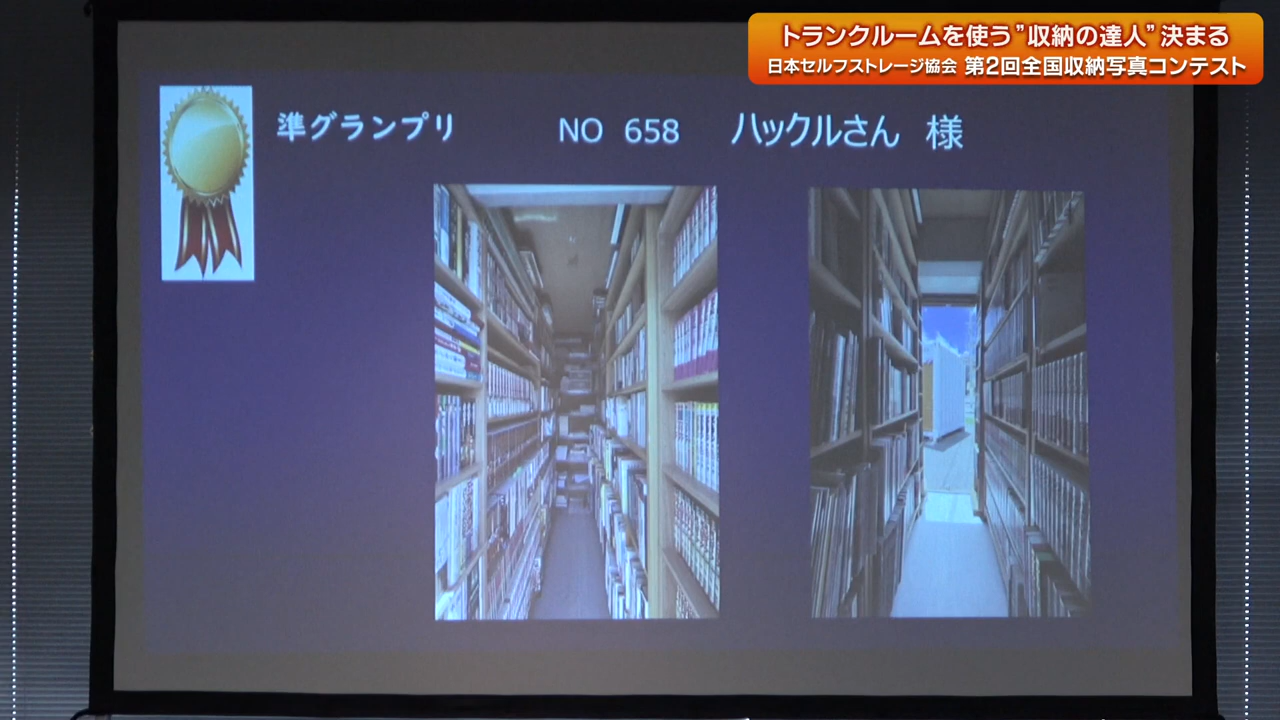 トランクルームを使う”収納の達人”決まる
日本セルフストレージ協会 第2回全国収納写真コンテスト
準グランプリ NO 658 ハックルさん 様